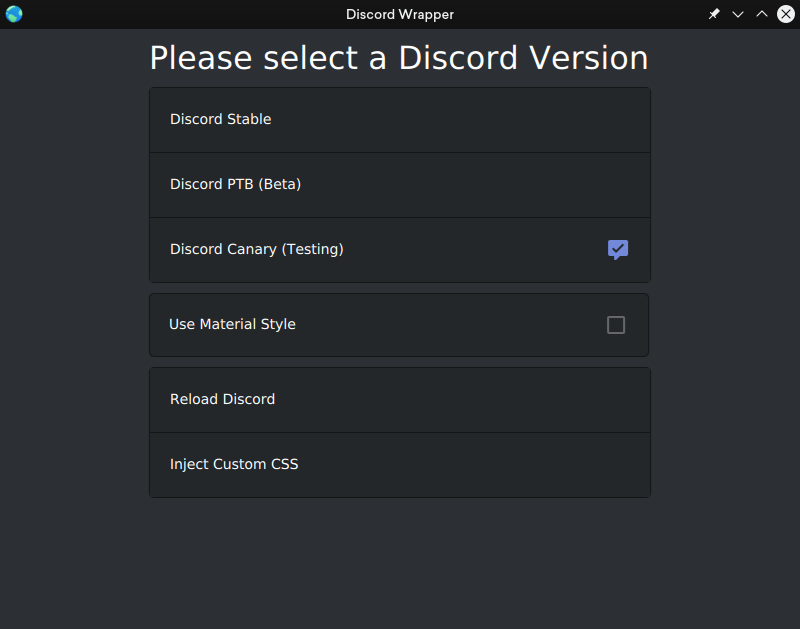 Discord Wrapper
Please select a Discord Version
Discord Stable
Discord PTB (Beta)
Discord Canary (Testing)
Use Material Style
Reload Discord
Inject Custom CSS